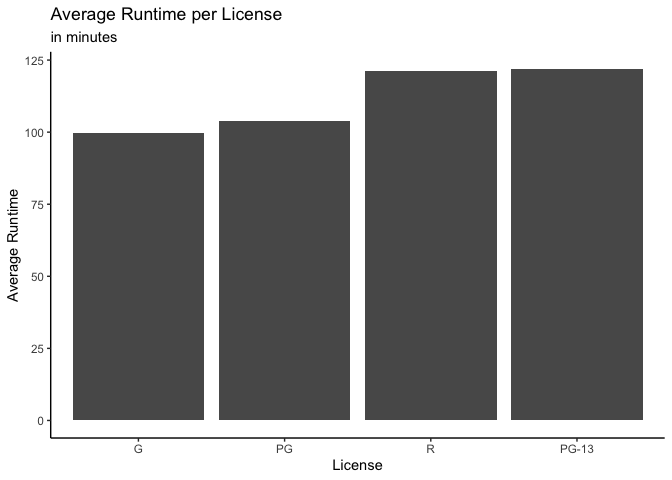 Average Runtime per License
in minutes
125
100
75
50
25
0
Average Runtime
G PG R PG-13
License